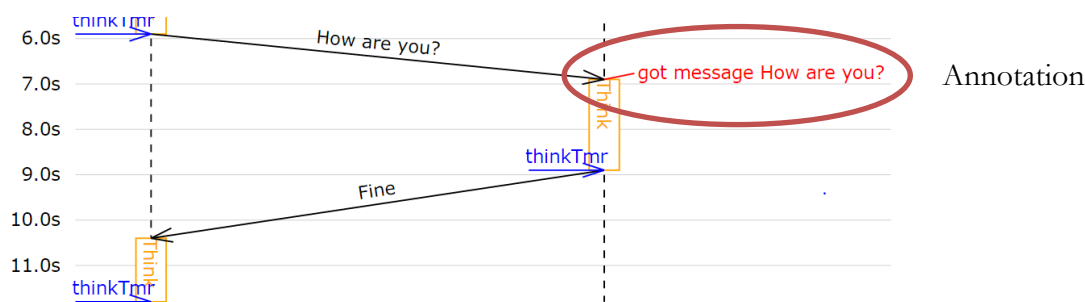 thinkTmr
6.0s
How are you?
got message How are you?
Annotation
7.0s
Think
8.0s
thinkTmr
9.0s
Fine
10.0s
Think
11.0s
thinkTmr